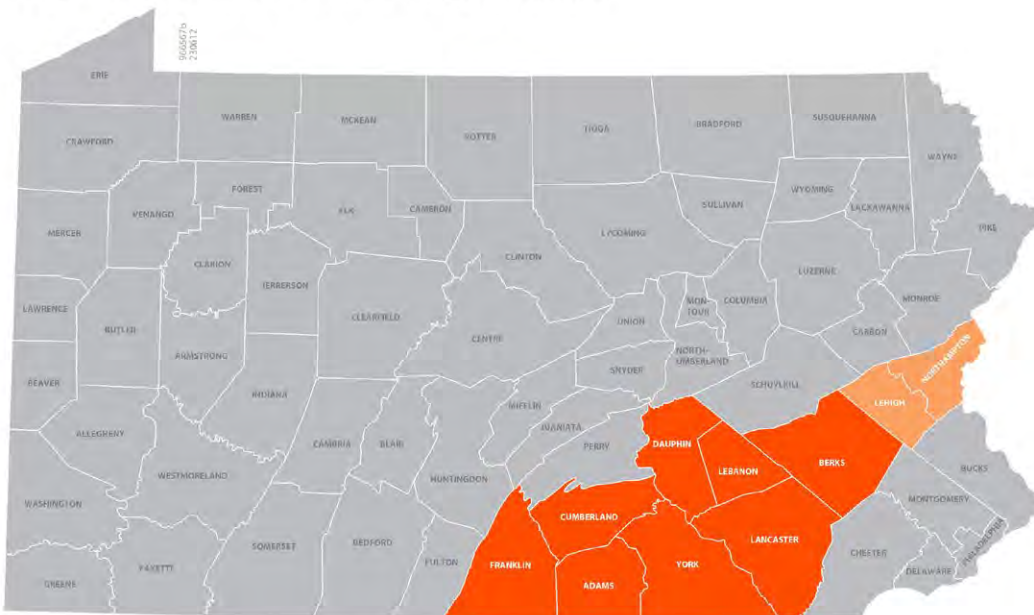 966567b
230612
ERIE
WARREN
MCKEAN
POTTER
TIOGA
BRADFORD
SUSQUEHANNA
CRAWFORD
WAYNE
FOREST
WYOMING
VENANGO
ELK
CAMERON
SULLIVAN
LACKAWANNA
MERCER
LYCOMING
PIKE
CLINTON
CLARION
LUZERNE
JEFFERSON
COLUMBIA
MONROE
LAWRENCE
MON-
TOUR
CLEARFIELD
UNION
BUTLER
CARBON
CENTRE
NORTH-
UMBERLAND
ARMSTRONG
NORTHAMPTON
SNYDER
BEAVER
SCHUYLKILL
INDIANA
LEHIGH
MIFFLIN
JUNIATA
ALLEGHENY
CAMBRIA
BLAIR
DAUPHIN
PERRY
BERKS
LEBANON
BUCKS
WESTMORELAND
HUNTINGDON
MONTGOMERY
WASHINGTON
CUMBERLAND
PHILADELPHIA
LANCASTER
SOMERSET
BEDFORD
CHESTER
FULTON
FRANKLIN
YORK
FAYETTE
DELAWARE
GREENE
ADAMS